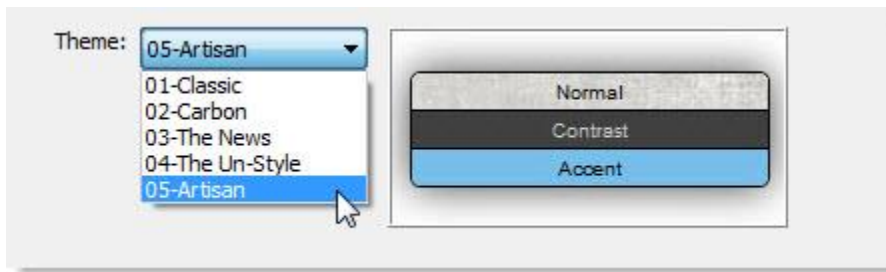 Theme: 05-Artisan
01-Classic
02-Carbon
03-The News
04-The Un-Style
05-Artisan
Normal
Contrast
Accent